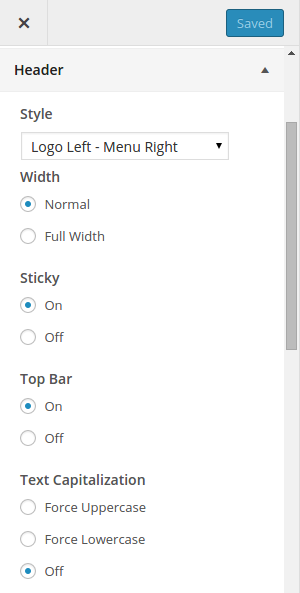 Saved
Header
Style
Logo Left - Menu Right
Width
Normal
Full Width
Sticky
On
Off
Top Bar
On
Off
Text Capitalization
Force Uppercase
Force Lowercase
Off